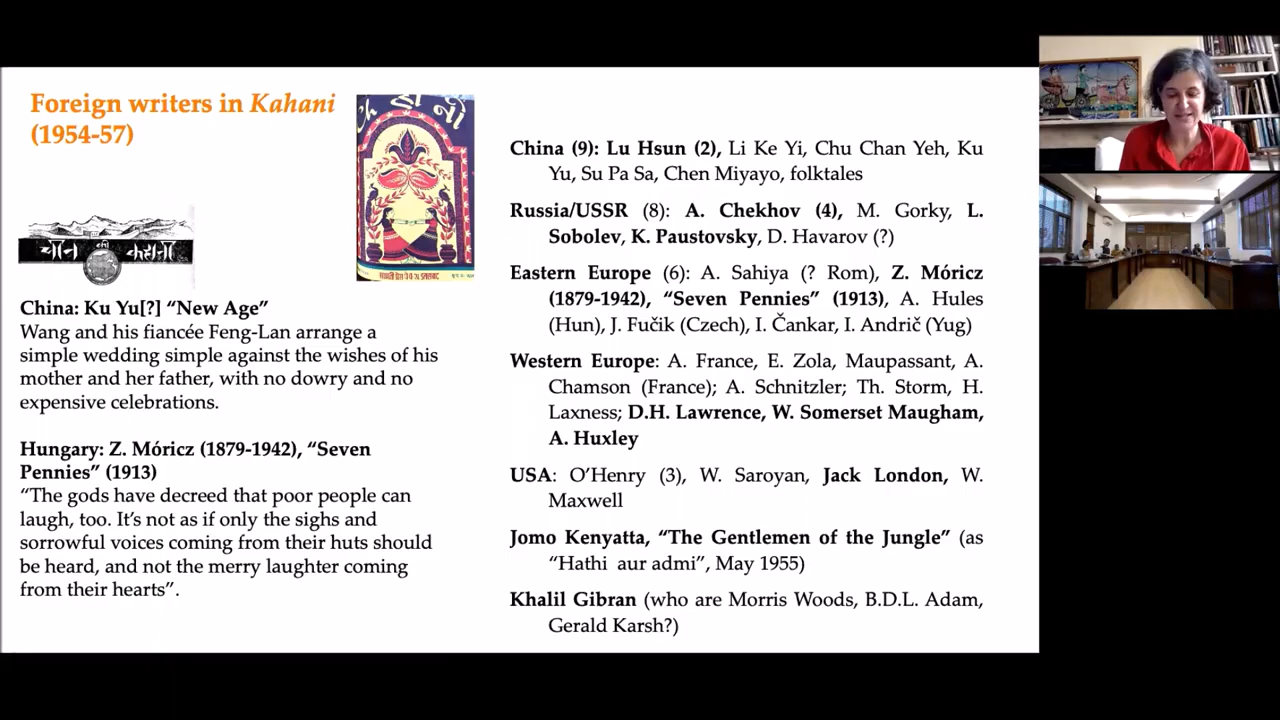 Foreign writers in Kahani
(1954-57)
कहानी
चीन की कहानी
China: Ku Yu[?] “New Age”
Wang and his fiancée Feng-Lan arrange a
simple wedding simple against the wishes of his
mother and her father, with no dowry and no
expensive celebrations.
Hungary: Z. Móricz (1879-1942), “Seven
Pennies” (1913)
“The gods have decreed that poor people can
laugh, too. It’s not as if only the sighs and
sorrowful voices coming from their huts should
be heard, and not the merry laughter coming
from their hearts”.
China (9): Lu Hsun (2), Li Ke Yi, Chu Chan Yeh, Ku
Yu, Su Pa Sa, Chen Miyayo, folktales
Russia/USSR (8): A. Chekhov (4), M. Gorky, L.
Sobolev, K. Paustovsky, D. Havarov (?)
Eastern Europe (6): A. Sahiya (? Rom), Z. Móricz
(1879-1942), “Seven Pennies” (1913), A. Hules
(Hun), J. Fučik (Czech), I. Čankar, I. Andrič (Yug)
Western Europe: A. France, E. Zola, Maupassant, A.
Chamson (France); A. Schnitzler; Th. Storm, H.
Laxness; D.H. Lawrence, W. Somerset Maugham,
A. Huxley
USA: O’Henry (3), W. Saroyan, Jack London, W.
Maxwell
Jomo Kenyatta, “The Gentlemen of the Jungle” (as
“Hathi aur admi”, May 1955)
Khalil Gibran (who are Morris Woods, B.D.L. Adam,
Gerald Karsh?)